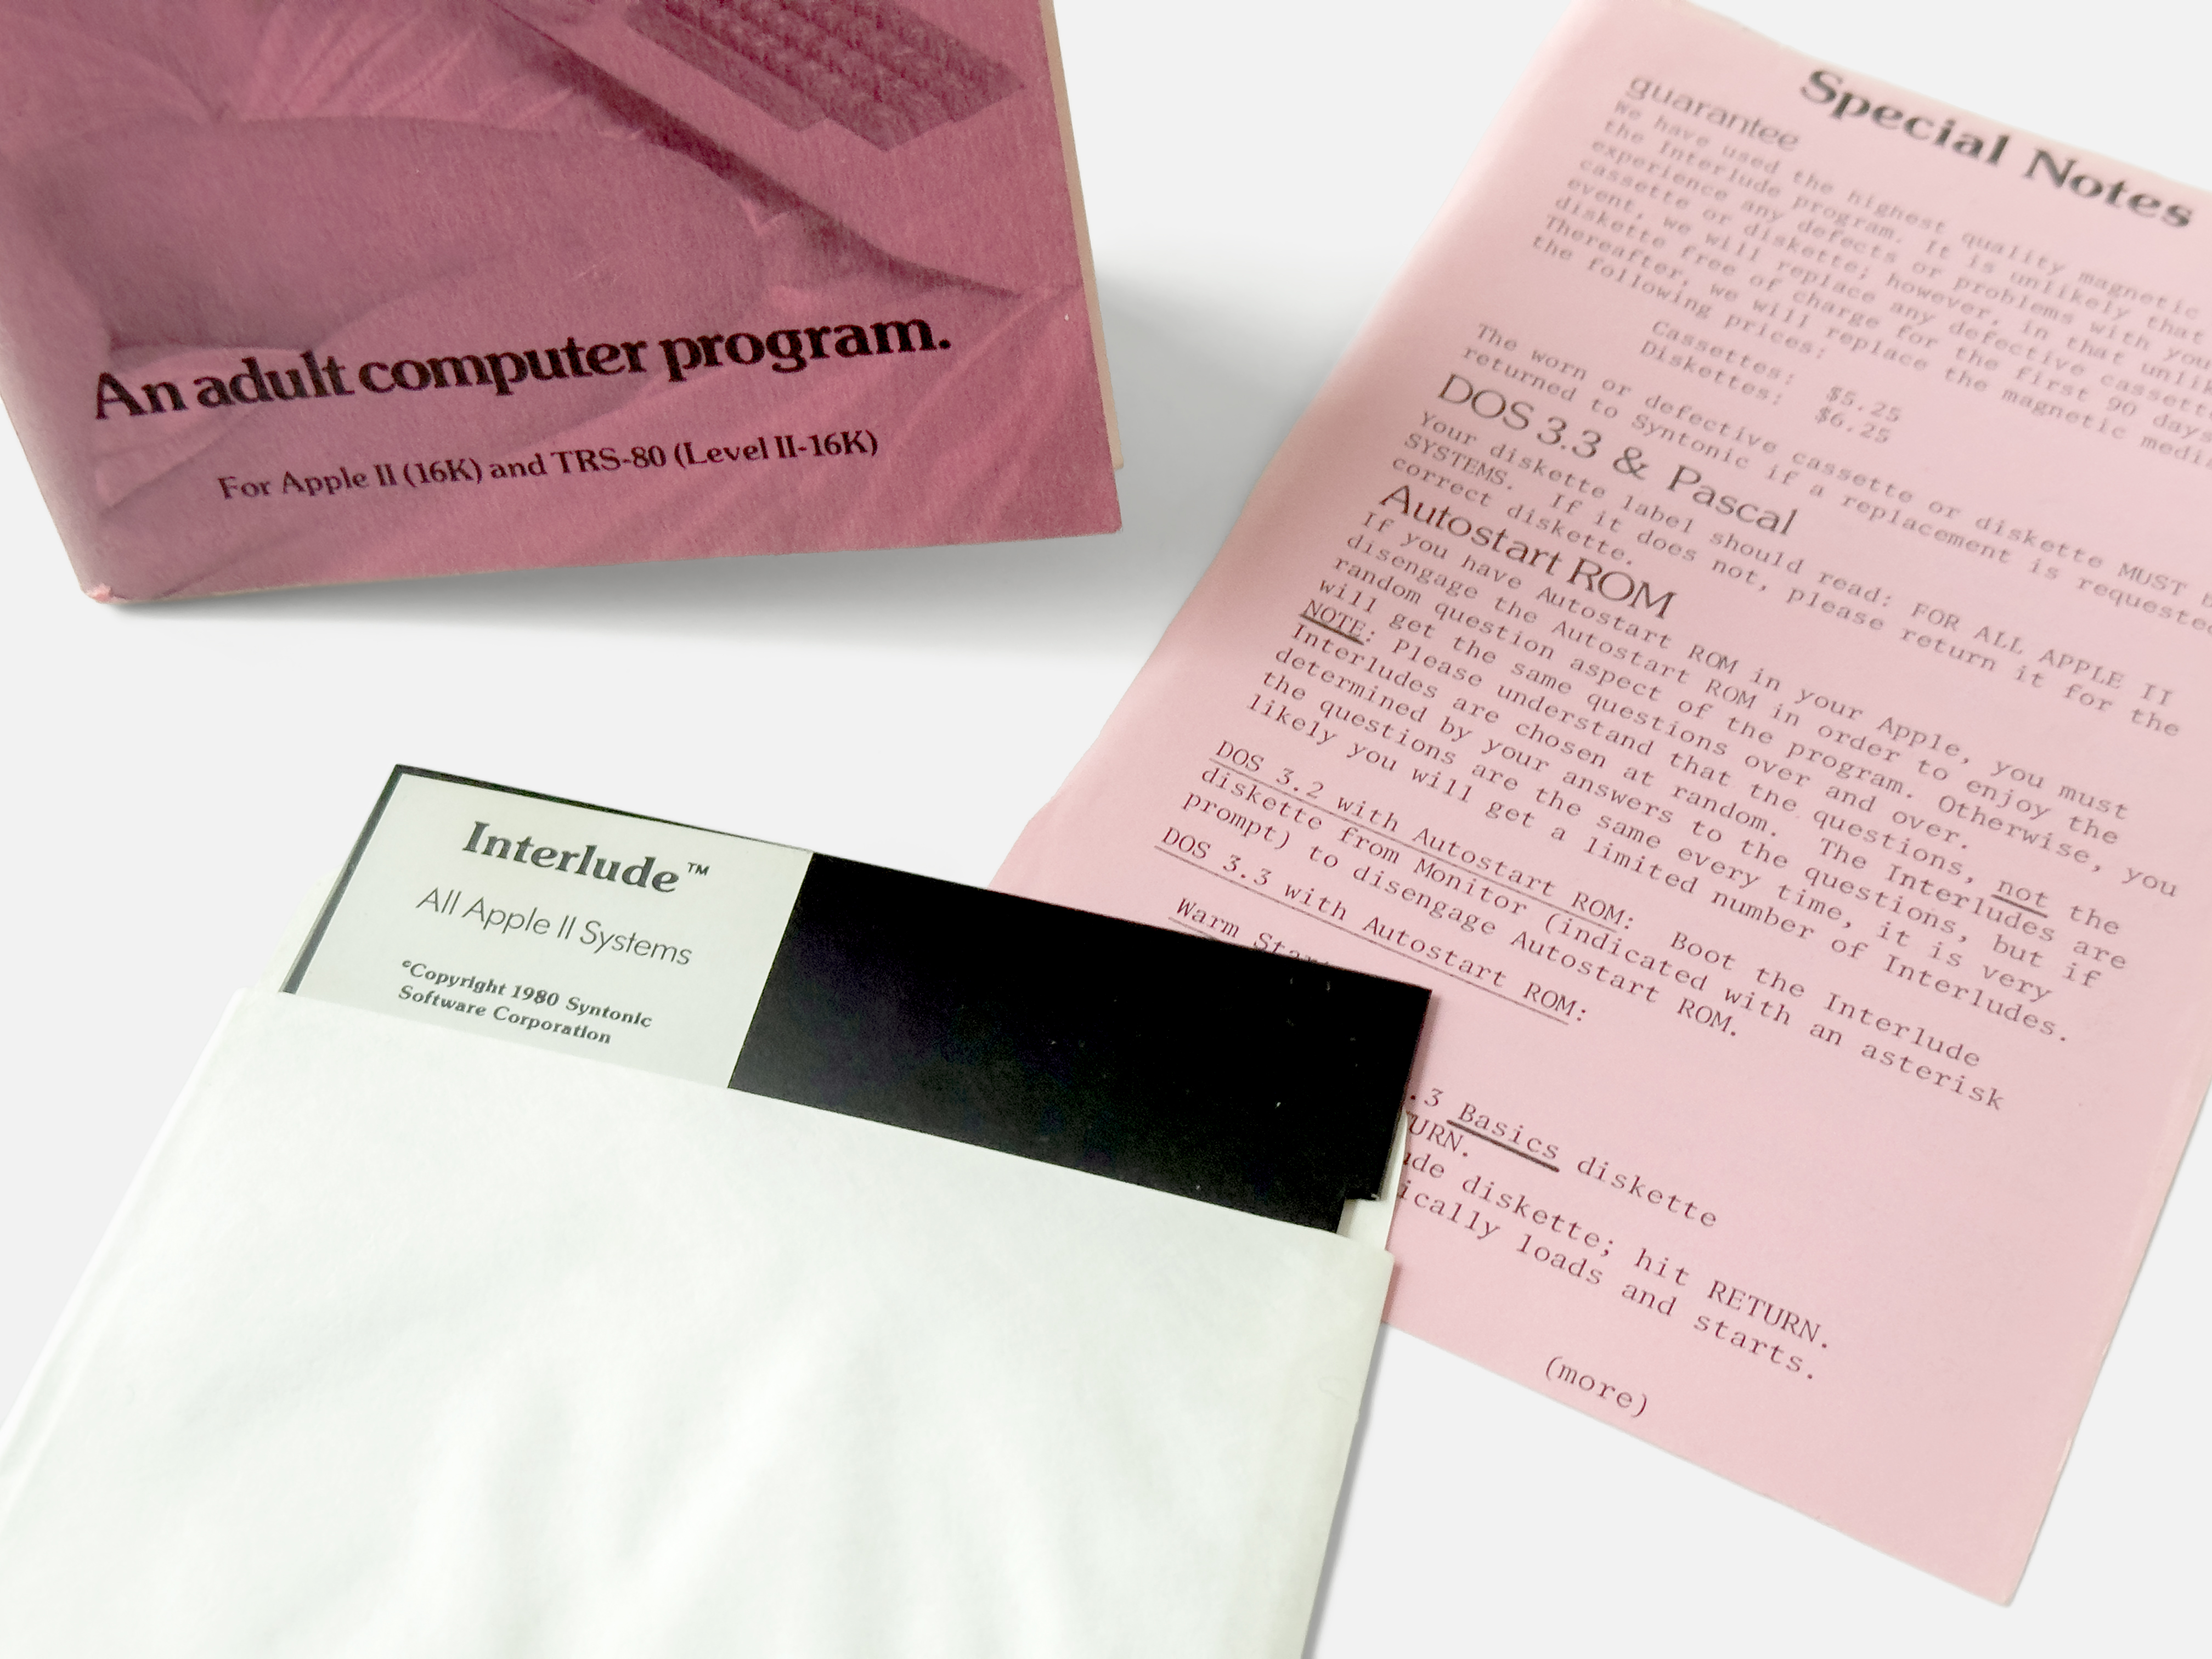 An adult computer program.
For Apple II (16K) and TRS-80 (Level II-16K)
Interlude™
All Apple II Systems
©Copyright 1980 Syntonic
Software Corporation
Special Notes
guarantee
We have used the highest quality magnetic
the Interlude program. It is unlikely that
experience any defects or problems with you
cassette or diskette; however, in that unlik
event, we will replace any defective cassett
diskette free of charge for the first 90 days
Thereafter, we will replace the magnetic medi
the following prices:
Cassettes: $5.25
Diskettes: $6.25
The worn or defective cassette or diskette MUST
returned to Syntonic if a replacement is requested
DOS 3.3 & Pascal
Your diskette label should read: FOR ALL APPLE II
SYSTEMS. If it does not, please return it for the
correct diskette.
Autostart ROM
If you have Autostart ROM in your Apple, you must
disengage the Autostart ROM in order to enjoy the
random question aspect of the program. Otherwise, you
will get the same questions over and over.
NOTE: Please understand that the questions, not the
Interludes are chosen at random. The Interludes are
determined by your answers to the questions, but if
the questions are the same every time, it is very
likely you will get a limited number of Interludes.
DOS 3.2 with Autostart ROM: Boot the Interlude
diskette from Monitor (indicated with an asterisk
prompt) to disengage Autostart ROM.
DOS 3.3 with Autostart ROM:
Warm Start
.3 Basics diskette
TURN.
ude diskette; hit RETURN.
ically loads and starts.
(more)